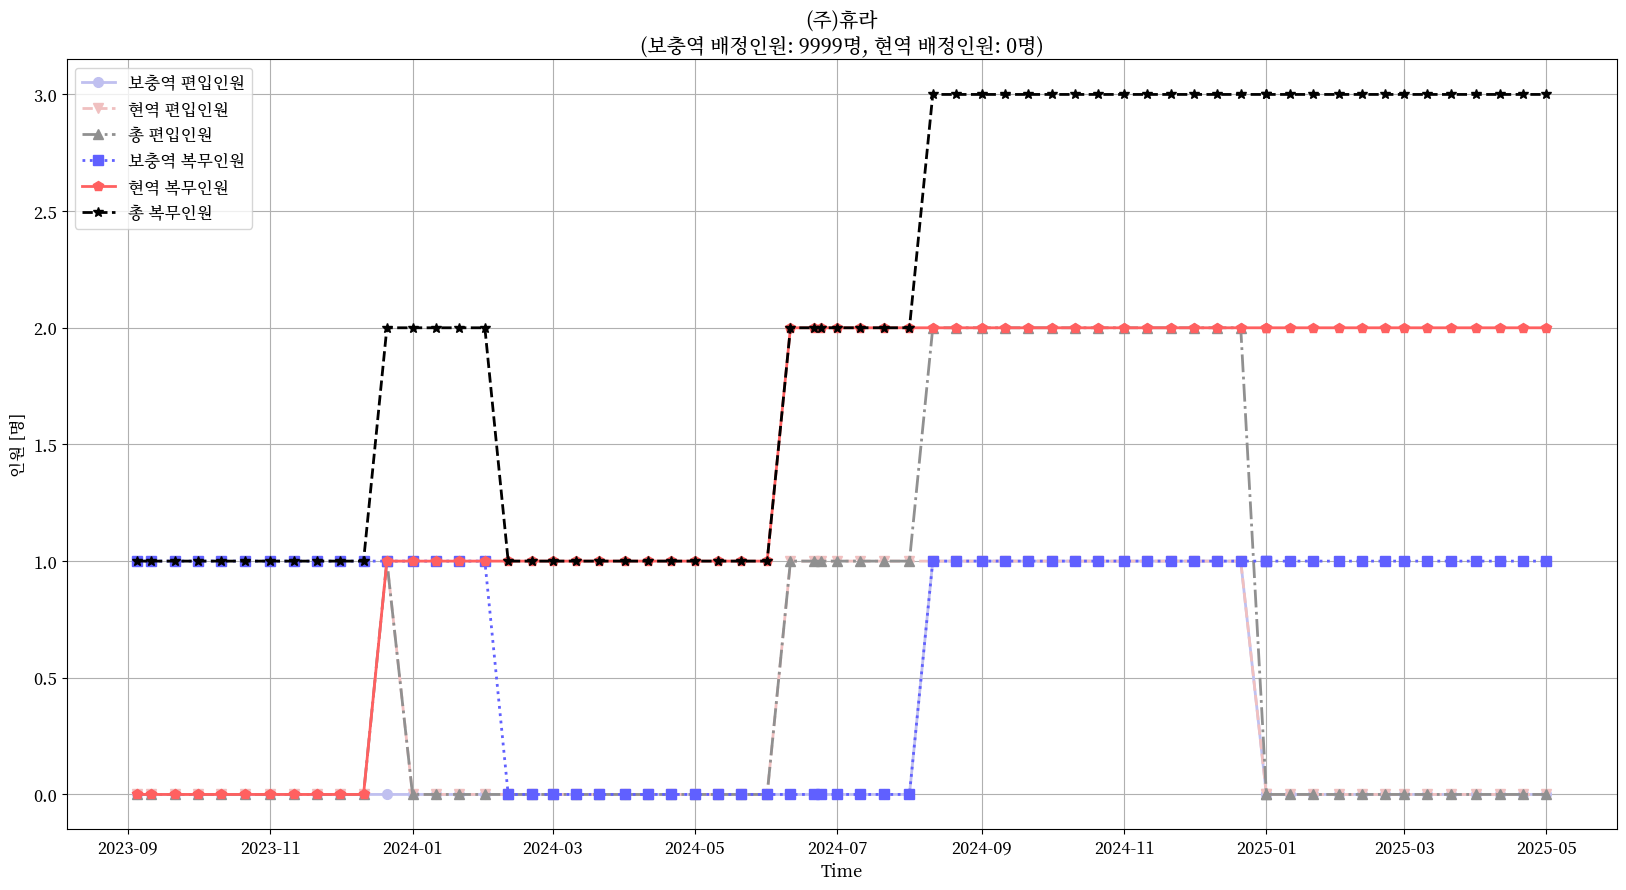 (주)휴라
(보충역 배정인원: 9999명, 현역 배정인원: 0명)
보충역 편입인원
현역 편입인원
총 편입인원
보충역 복무인원
현역 복무인원
총 복무인원
3.0
2.5
2.0
1.5
1.0
0.5
0.0
인원 [명]
2023-09 2023-11 2024-01 2024-03 2024-05 2024-07 2024-09 2024-11 2025-01 2025-03 2025-05
Time